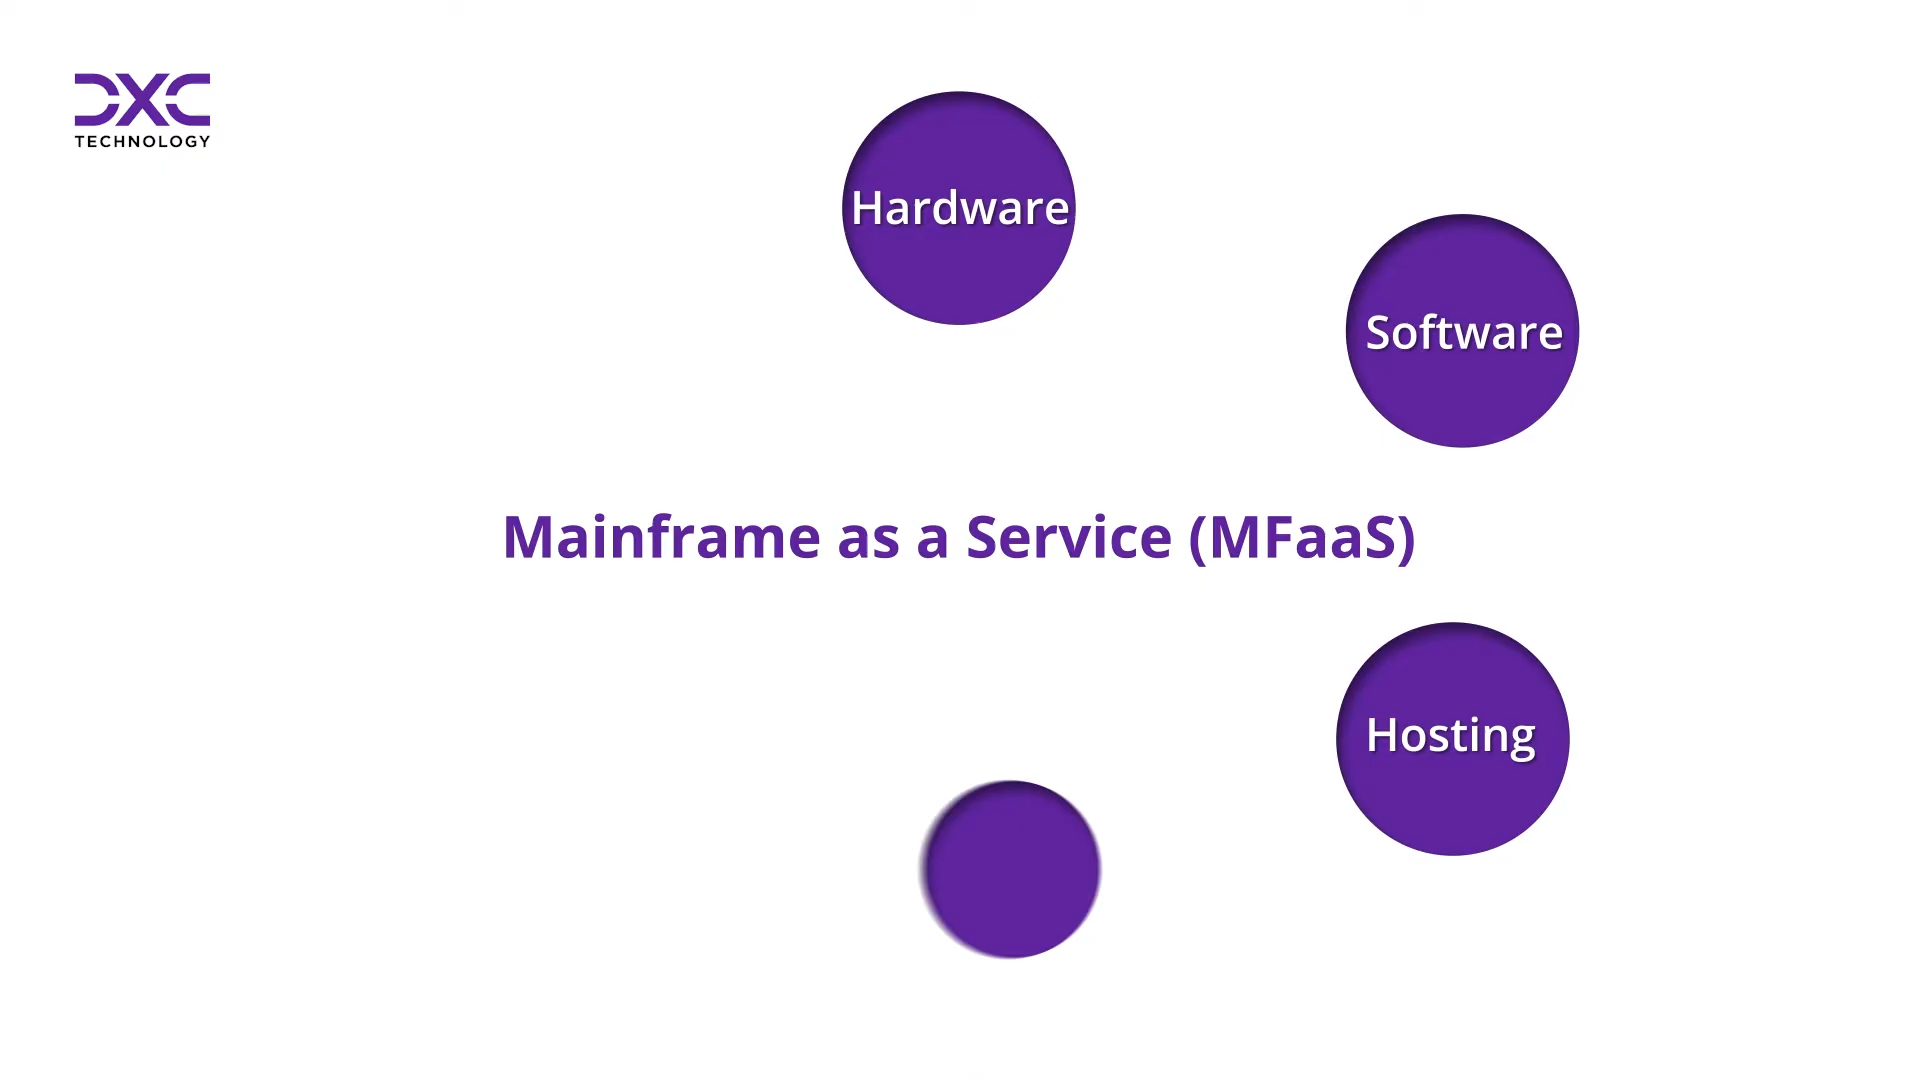 DXC
TECHNOLOGY
Hardware
Software
Mainframe as a Service (MFaaS)
Hosting